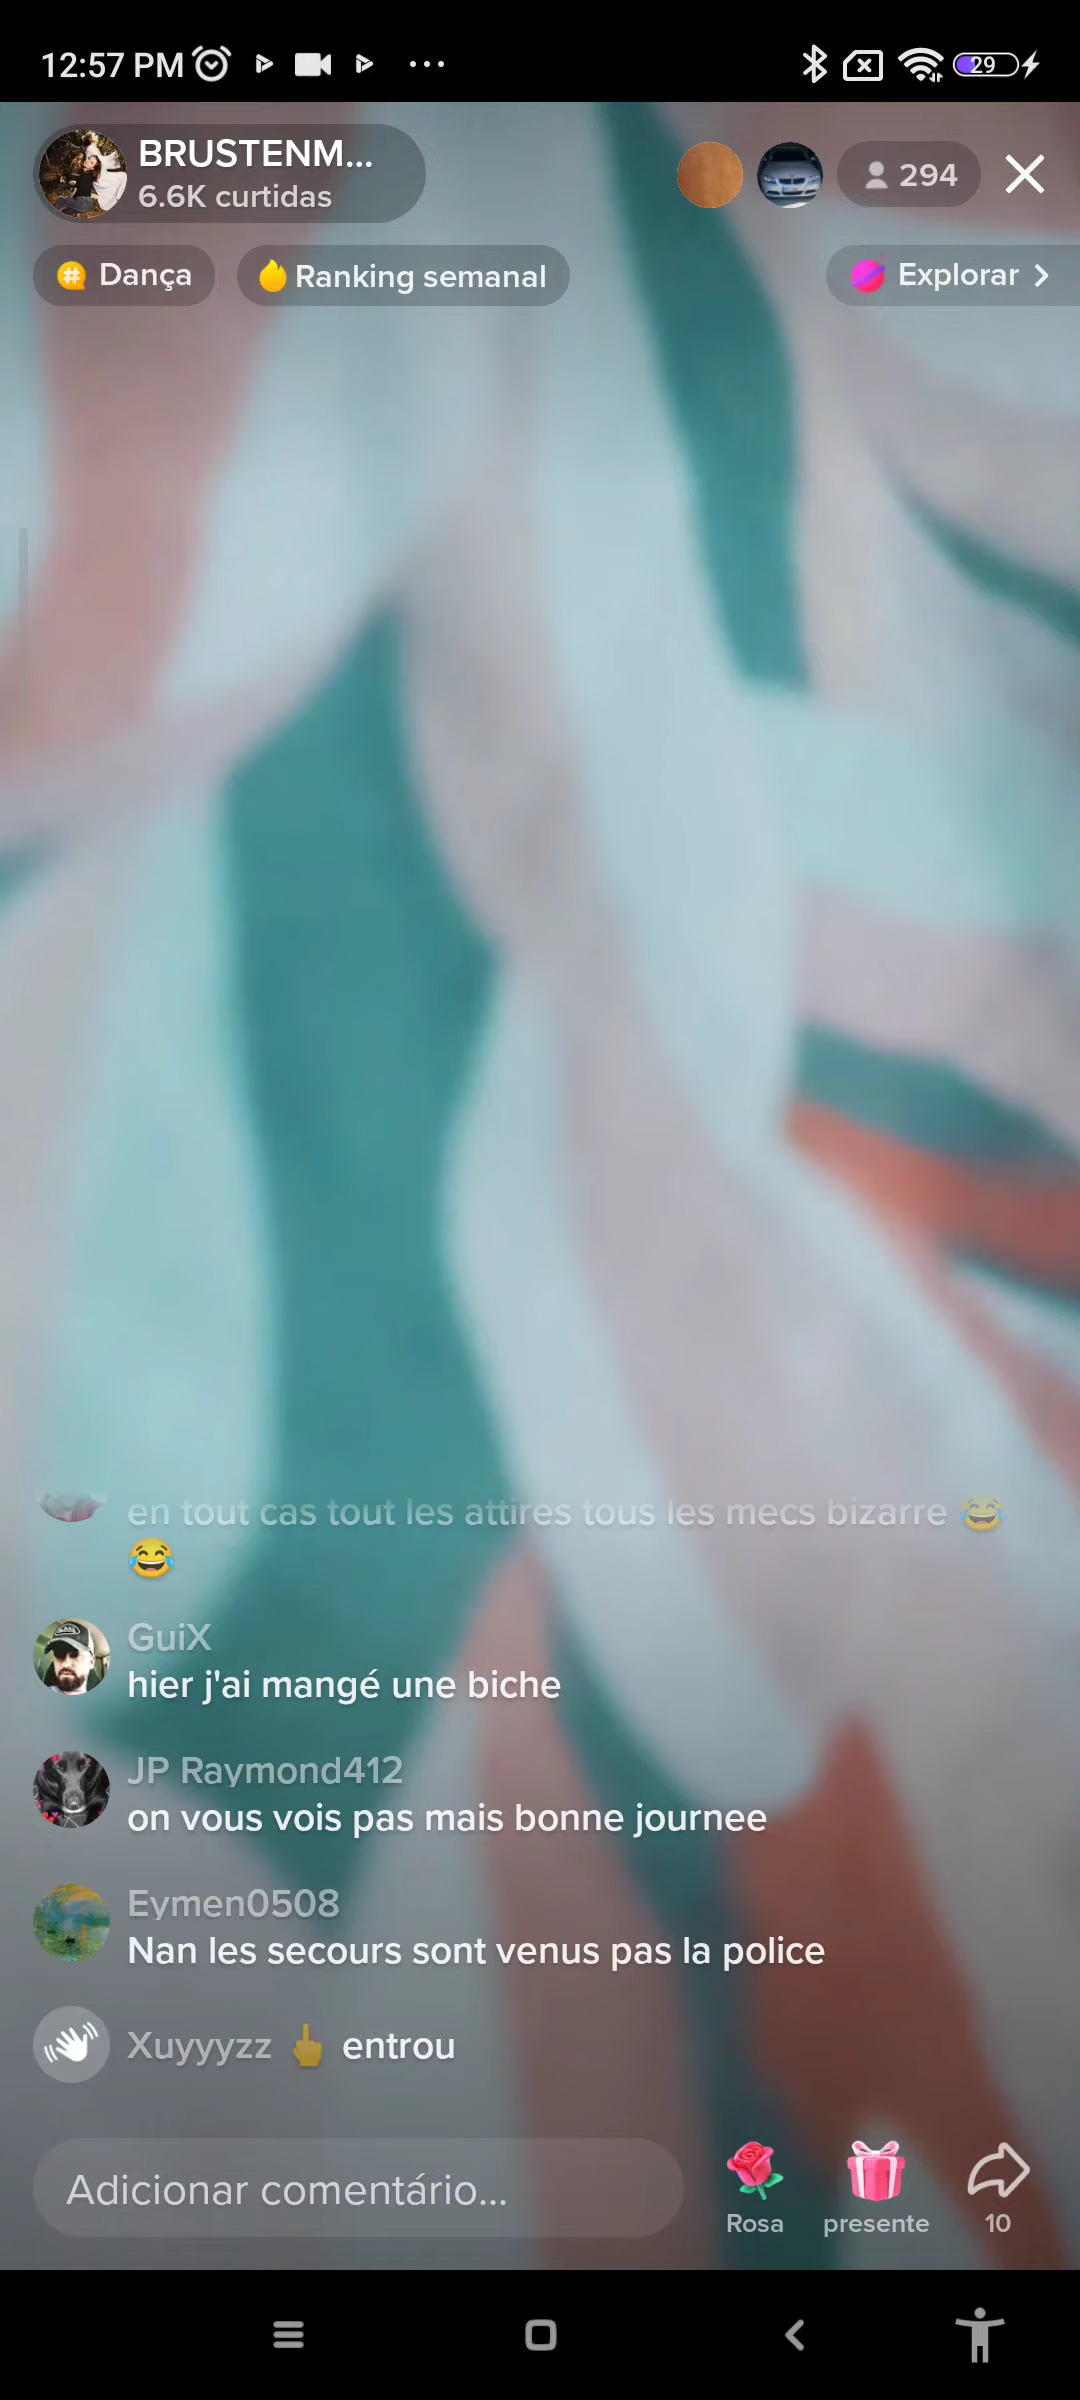 12:57 PM
29
BRUSTENM...
6.6K curtidas
294
Dança
Ranking semanal
Explorar
en tout cas tout les attires tous les mecs bizarre 😂
😂
GuiX
hier j'ai mangé une biche
JP Raymond412
on vous vois pas mais bonne journee
Eymen0508
Nan les secours sont venus pas la police
Xuyyyzz 🖕 entrou
Adicionar comentário...
Rosa
presente
10